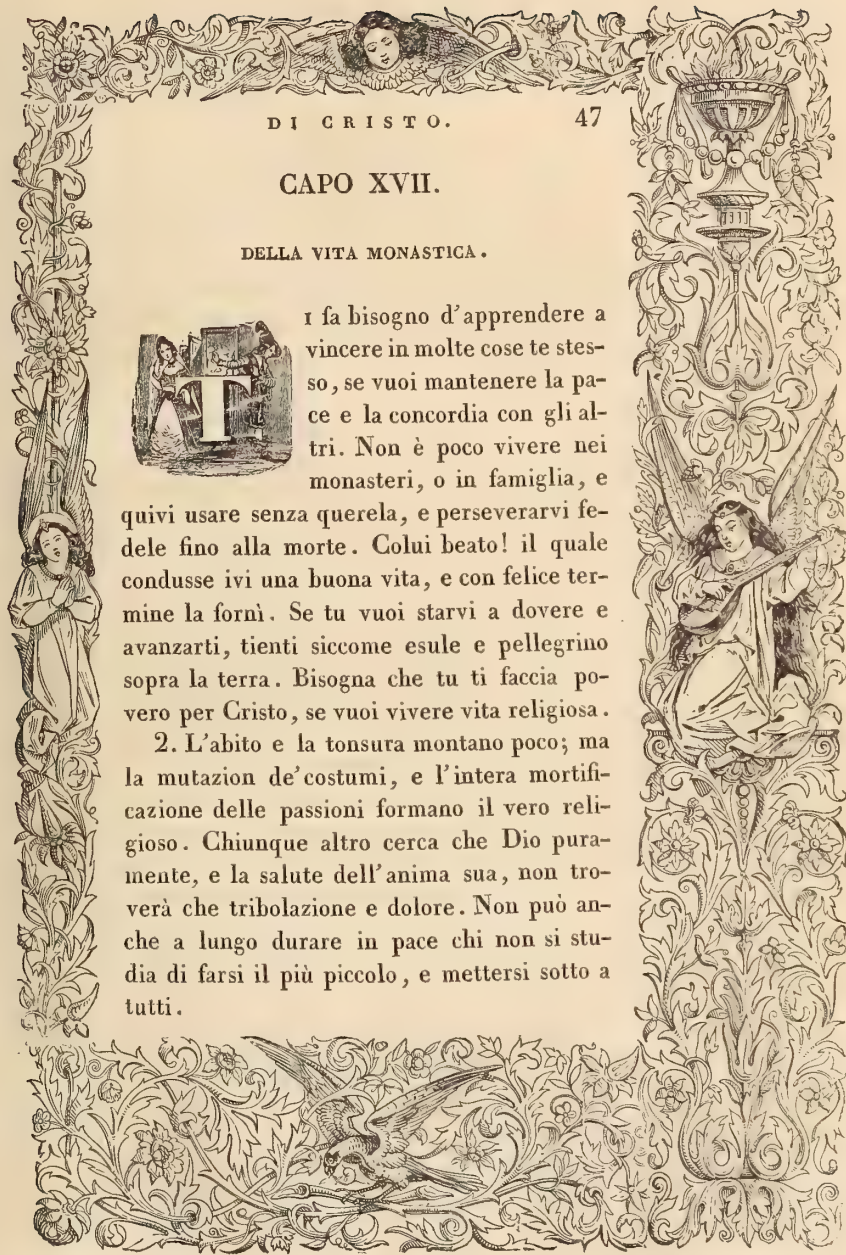 DI CRISTO. 47
CAPO XVII.
DELLA VITA MONASTICA.
TI fa bisogno d'apprendere a
vincere in molte cose te stes-
so, se vuoi mantenere la pa-
ce e la concordia con gli al-
tri. Non è poco vivere nei
monasteri, o in famiglia, e
quivi usare senza querela, e perseverarvi fe-
dele fino alla morte. Colui beato! il quale
condusse ivi una buona vita, e con felice ter-
mine la fornì. Se tu vuoi starvi a dovere e
avanzarti, tienti siccome esule e pellegrino
sopra la terra. Bisogna che tu ti faccia po-
vero per Cristo, se vuoi vivere vita religiosa.
2. L'abito e la tonsura montano poco; ma
la mutazion de'costumi, e l'intera mortifi-
cazione delle passioni formano il vero reli-
gioso. Chiunque altro cerca che Dio pura-
mente, e la salute dell'anima sua, non tro-
verà che tribolazione e dolore. Non può an-
che a lungo durare in pace chi non si stu-
dia di farsi il più piccolo, e mettersi sotto a
tutti.